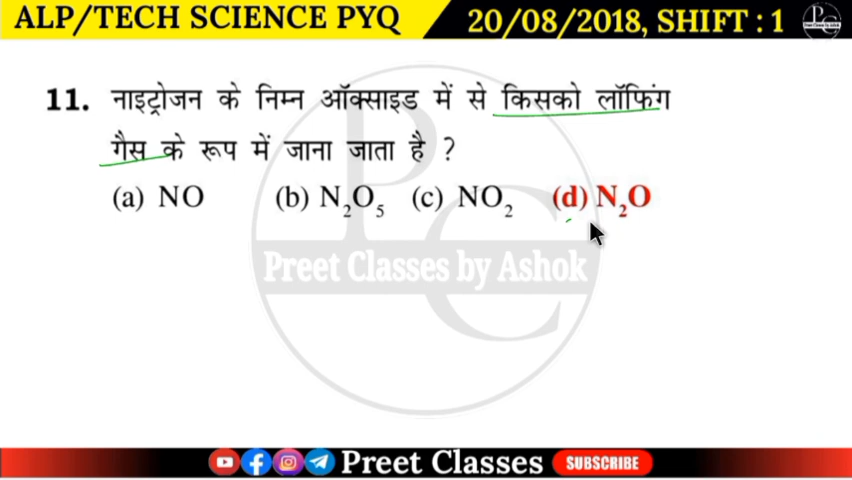 ALP/TECH SCIENCE PYQ
20/08/2018, SHIFT : 1
11. नाइट्रोजन के निम्न ऑक्साइड में से किसको लॉफिंग
गैस के रूप में जाना जाता है ?
(a) NO (b) N₂O₅ (c) NO₂ (d) N₂O
Preet Classes by Ashok
Preet Classes SUBSCRIBE